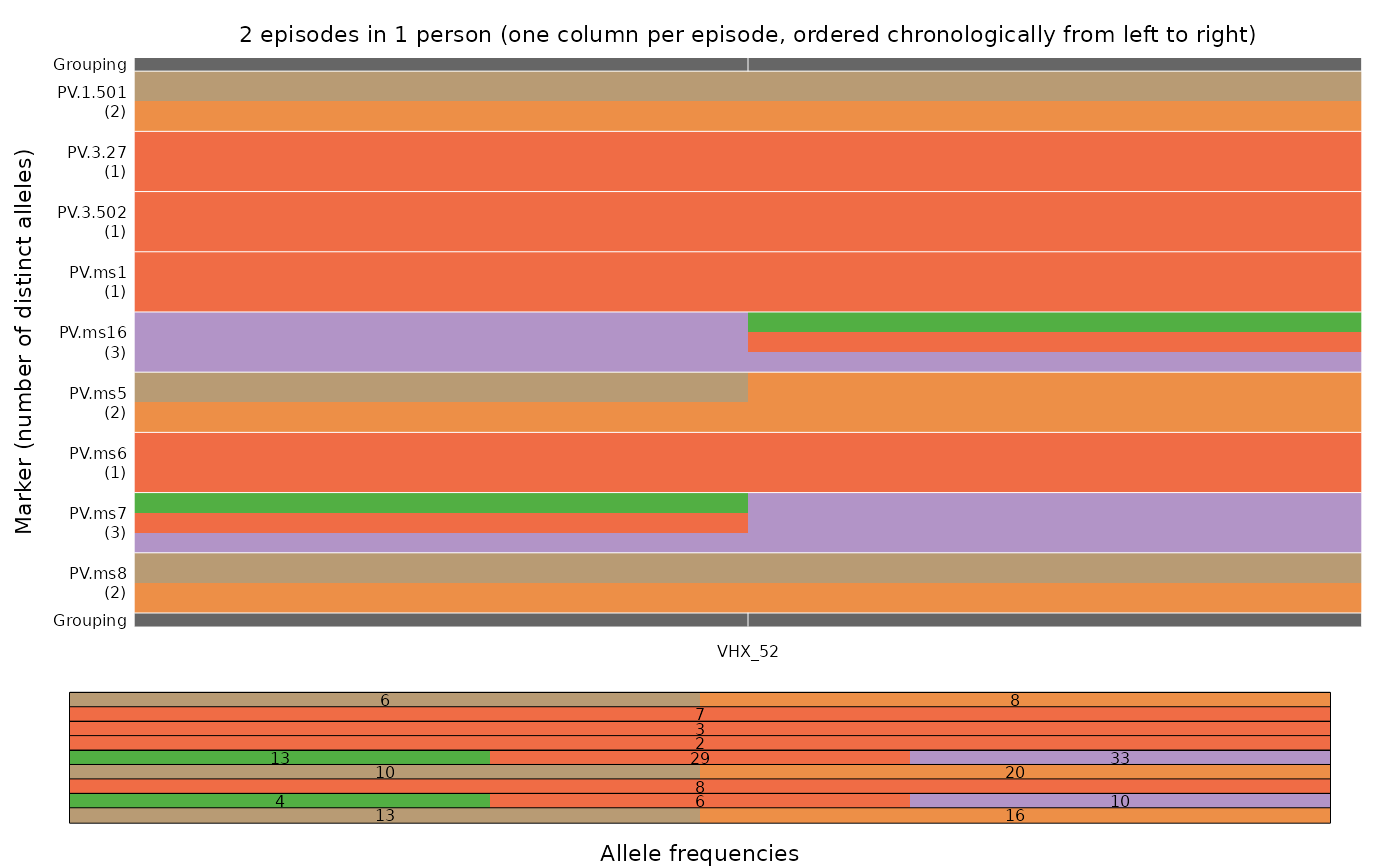 2 episodes in 1 person (one column per episode, ordered chronologically from left to right)
Marker (number of distinct alleles)
Grouping
PV.1.501
(2)
PV.3.27
(1)
PV.3.502
(1)
PV.ms1
(1)
PV.ms16
(3)
PV.ms5
(2)
PV.ms6
(1)
PV.ms7
(3)
PV.ms8
(2)
Grouping
VHX_52
6 8
7
3
2
13 29 33
10 20
8
4 6 10
13 16
Allele frequencies